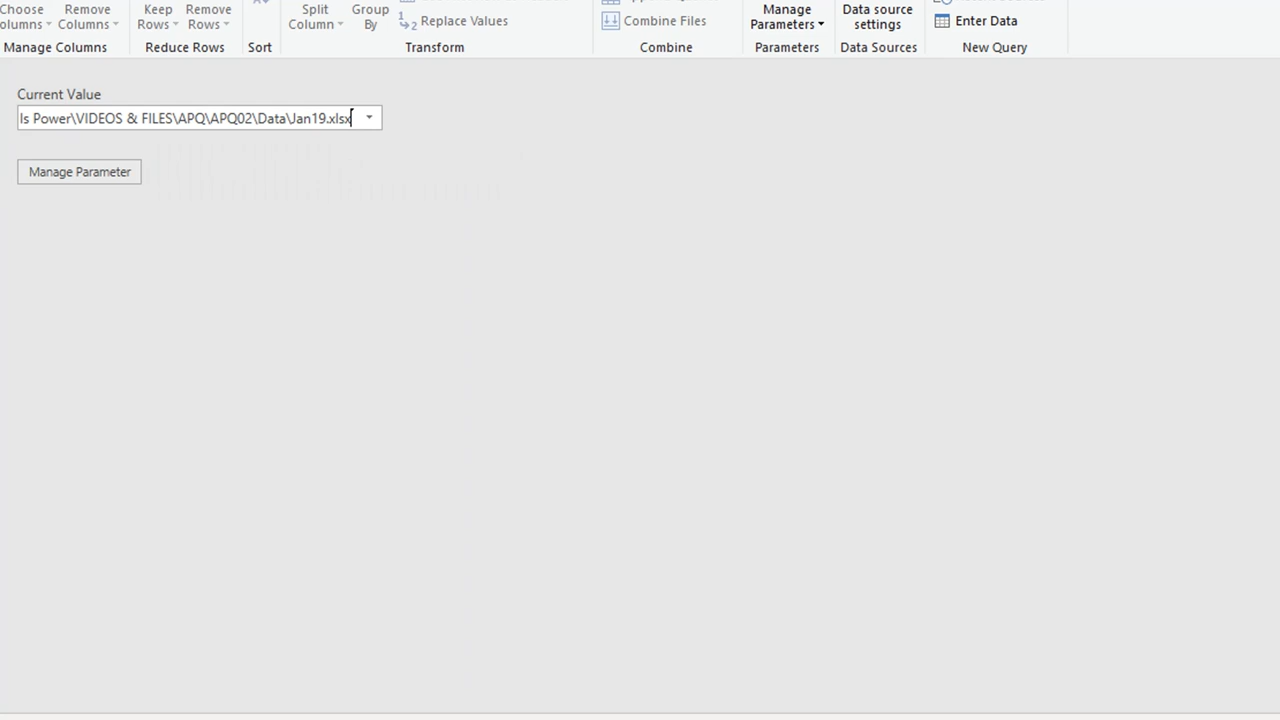 Choose
olumns
Remove
Columns
Manage Columns
Keep
Rows
Remove
Rows
Reduce Rows
Sort
Split
Column
Group
By
Replace Values
Transform
Combine Files
Combine
Manage
Parameters
Parameters
Data source
settings
Data Sources
Enter Data
New Query
Current Value
ls Power\VIDEOS & FILES\APQ\APQ02\Data\Jan19.xlsx
Manage Parameter